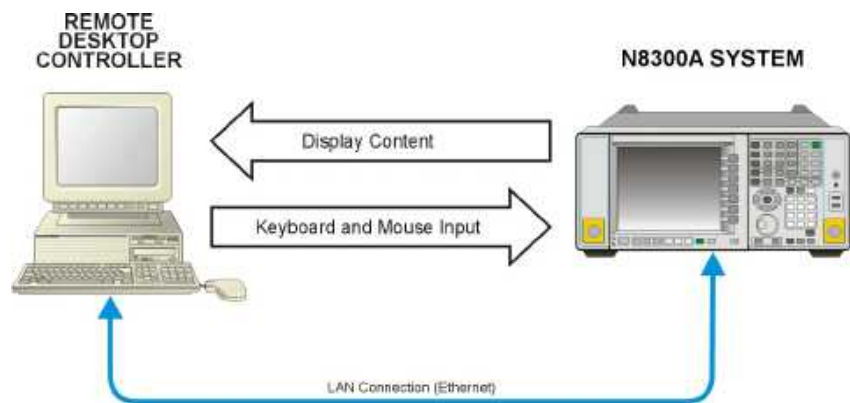 REMOTE
DESKTOP
CONTROLLER
N8300A SYSTEM
Display Content
Keyboard and Mouse Input
LAN Connection (Ethernet)